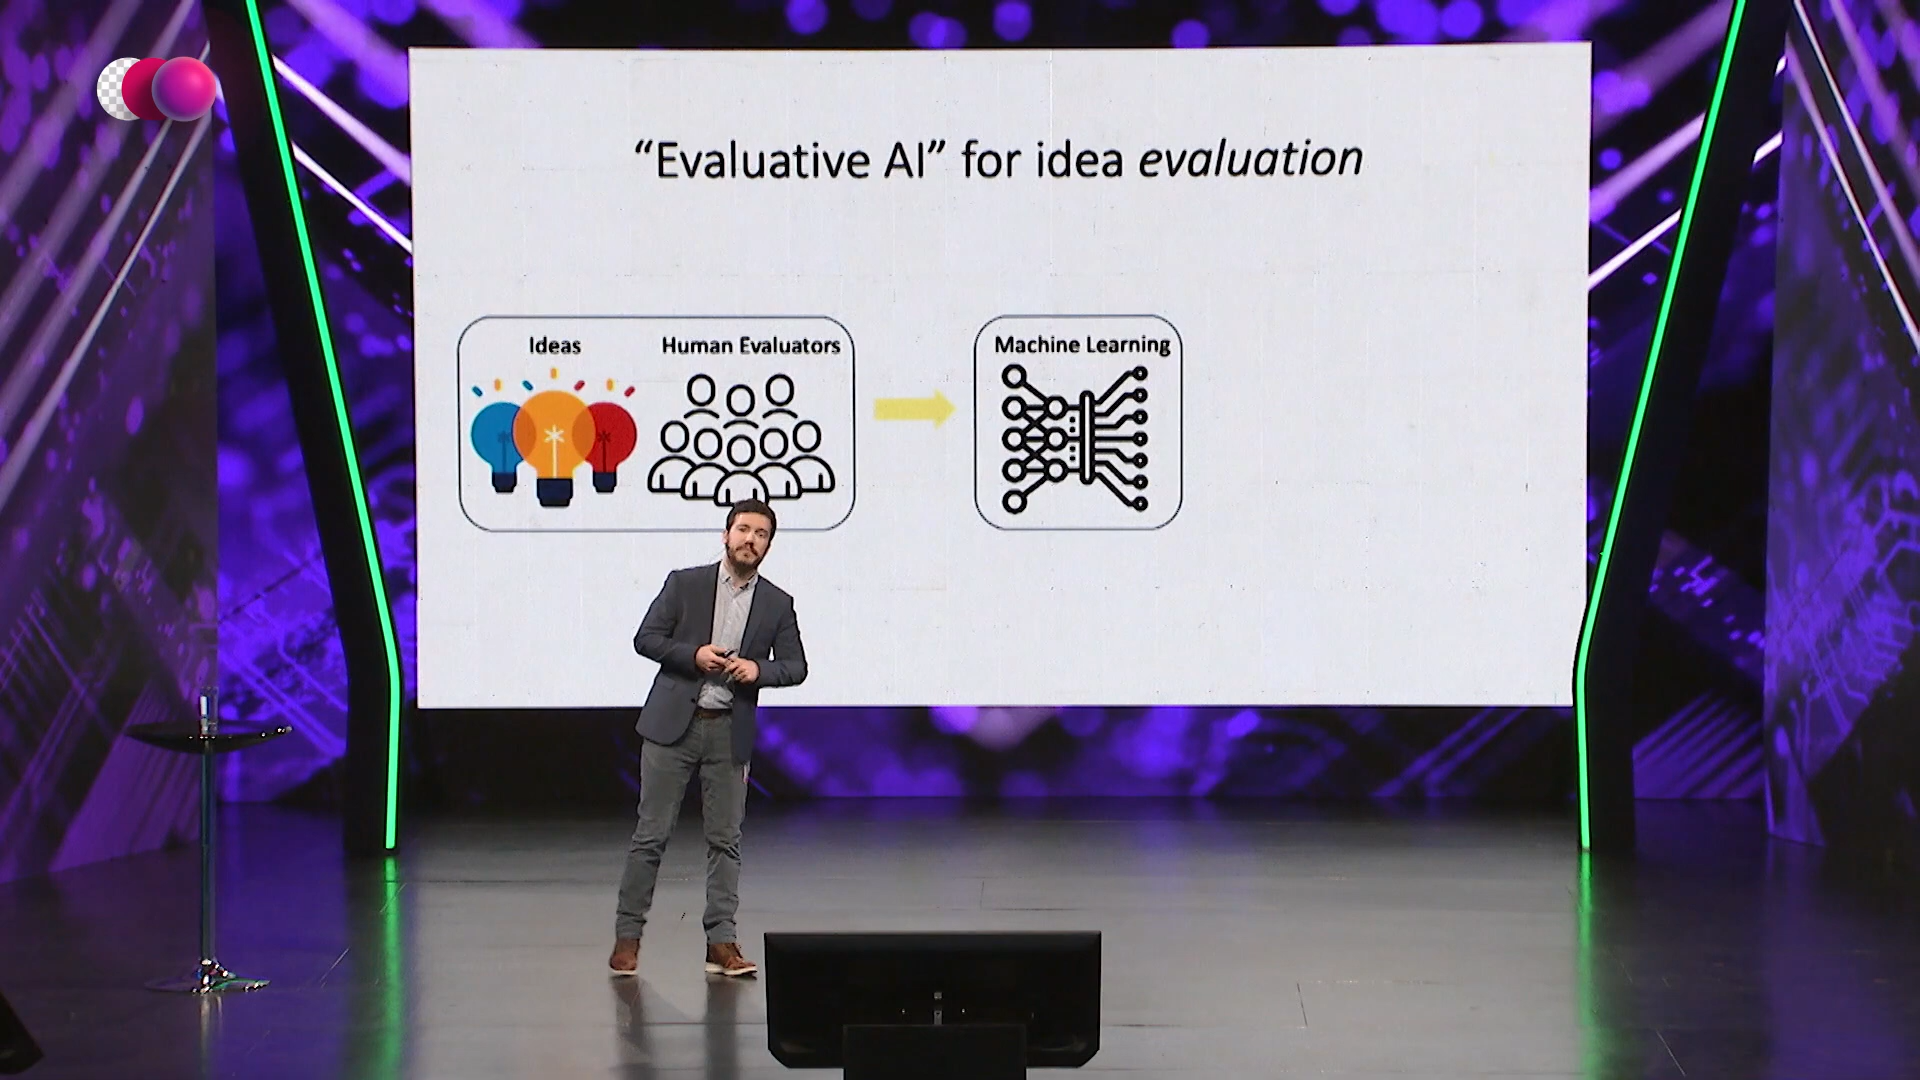 “Evaluative AI” for idea evaluation
Ideas
Human Evaluators
Machine Learning